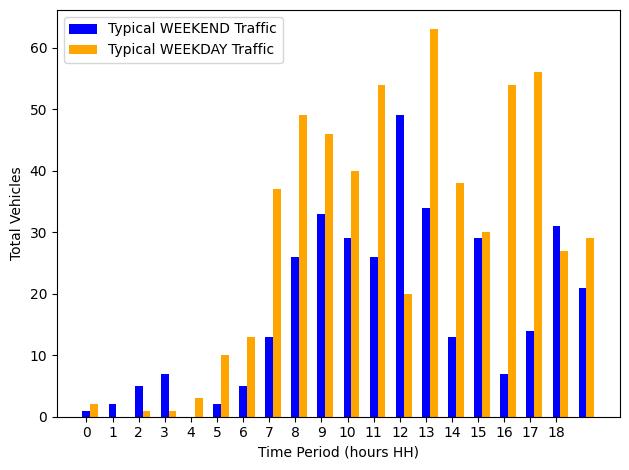 Typical WEEKEND Traffic
Typical WEEKDAY Traffic
60
50
40
30
20
10
0
Total Vehicles
0 1 2 3 4 5 6 7 8 9 10 11 12 13 14 15 16 17 18
Time Period (hours HH)